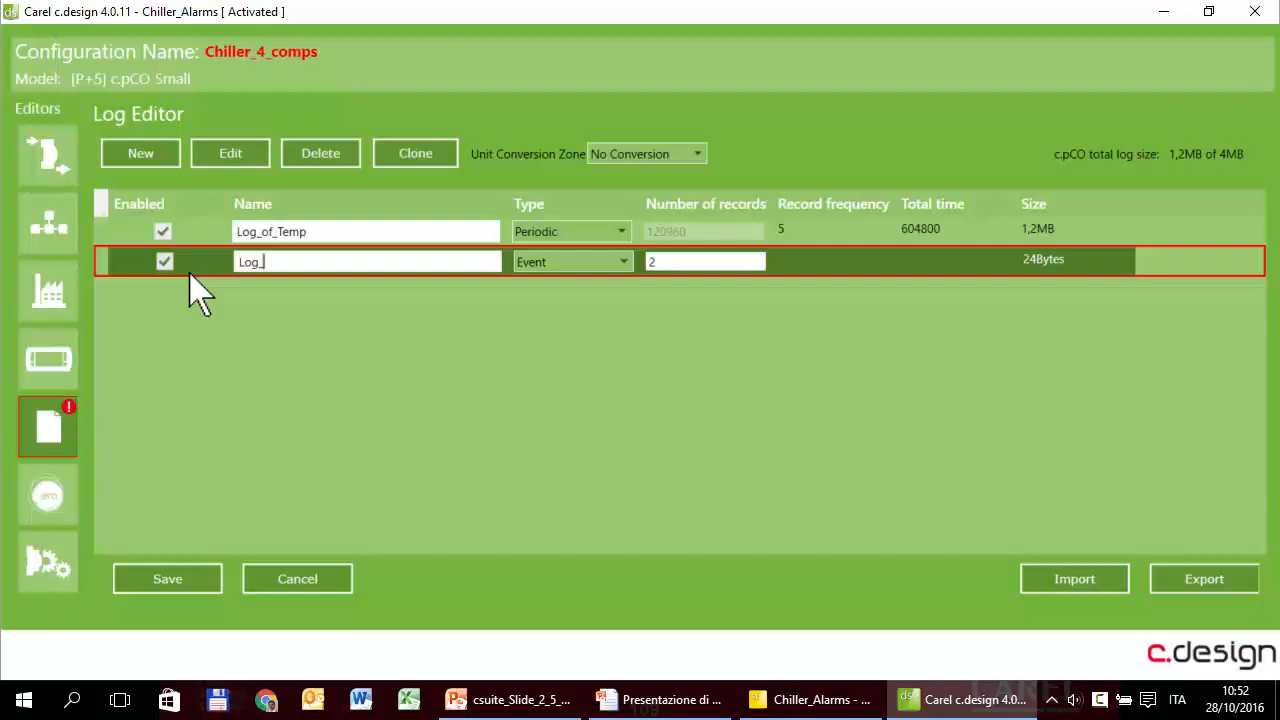 Carel c.design 4.0.11 - Chiller_Alarms [ Activated ]
Configuration Name: Chiller_4_comps
Model: [P+5] c.pCO Small
Editors
Log Editor
New Edit Delete Clone Unit Conversion Zone No Conversion c.pCO total log size: 1,2MB of 4MB
Enabled Name Type Number of records Record frequency Total time Size
Log_of_Temp Periodic 120960 5 604800 1,2MB
Log_ Event 2 24Bytes
Save Cancel Import Export
c.design
csuite_Slide_2_5_... Presentazione di ... Chiller_Alarms - ... Carel c.design 4.0... ITA 10:52
28/10/2016